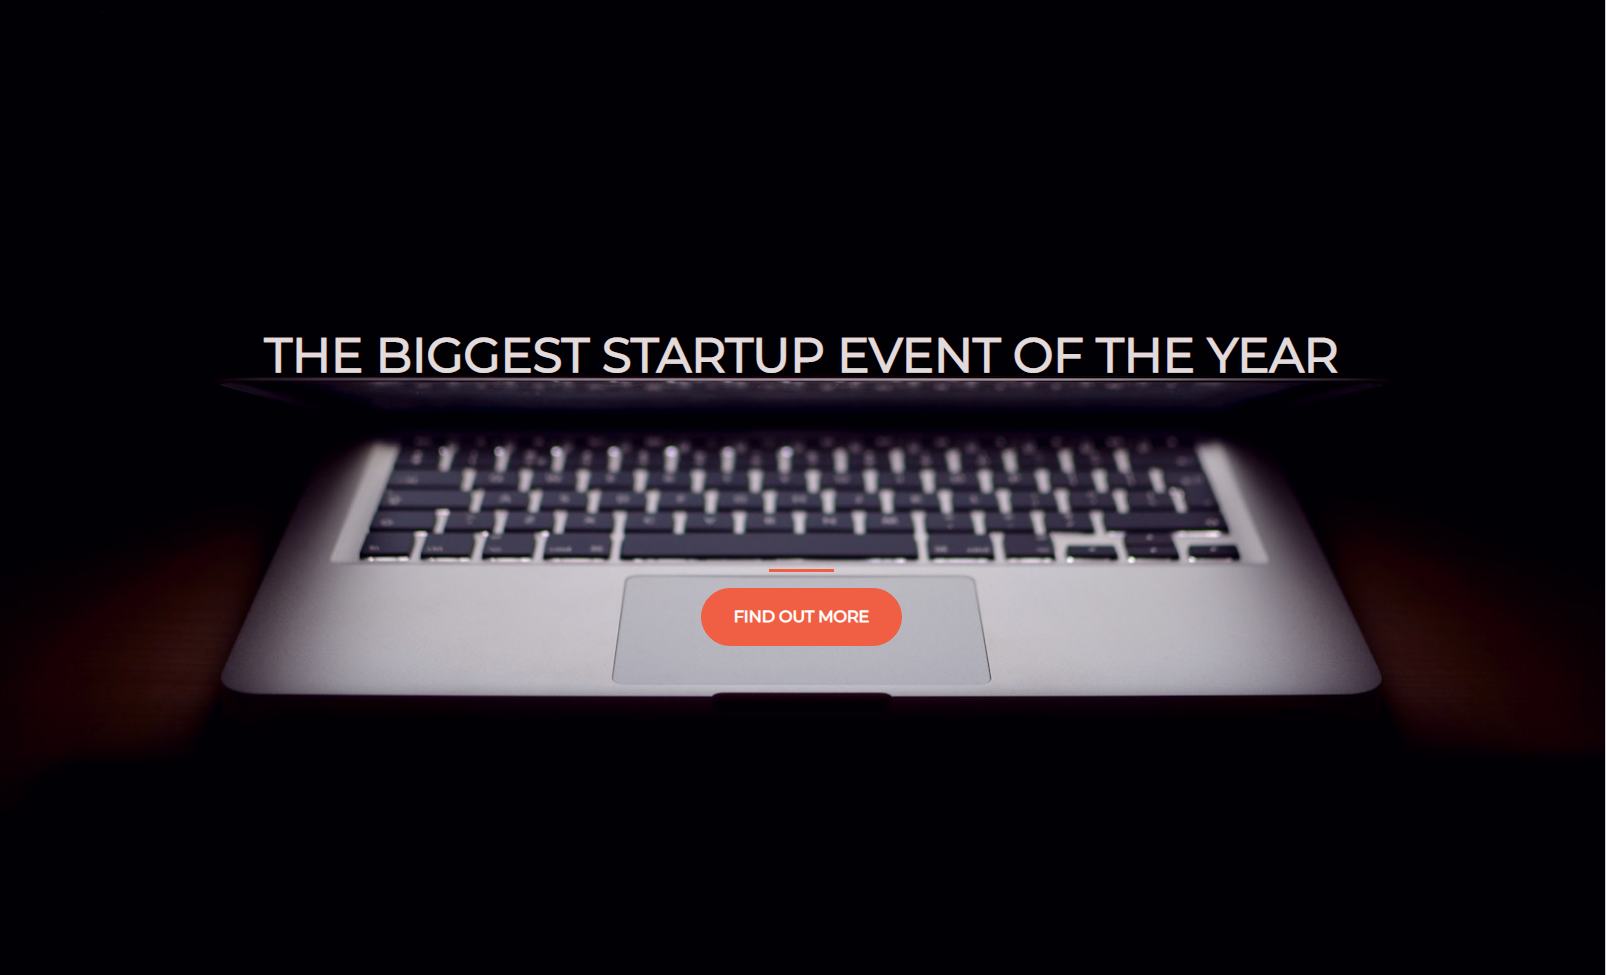 THE BIGGEST STARTUP EVENT OF THE YEAR
FIND OUT MORE